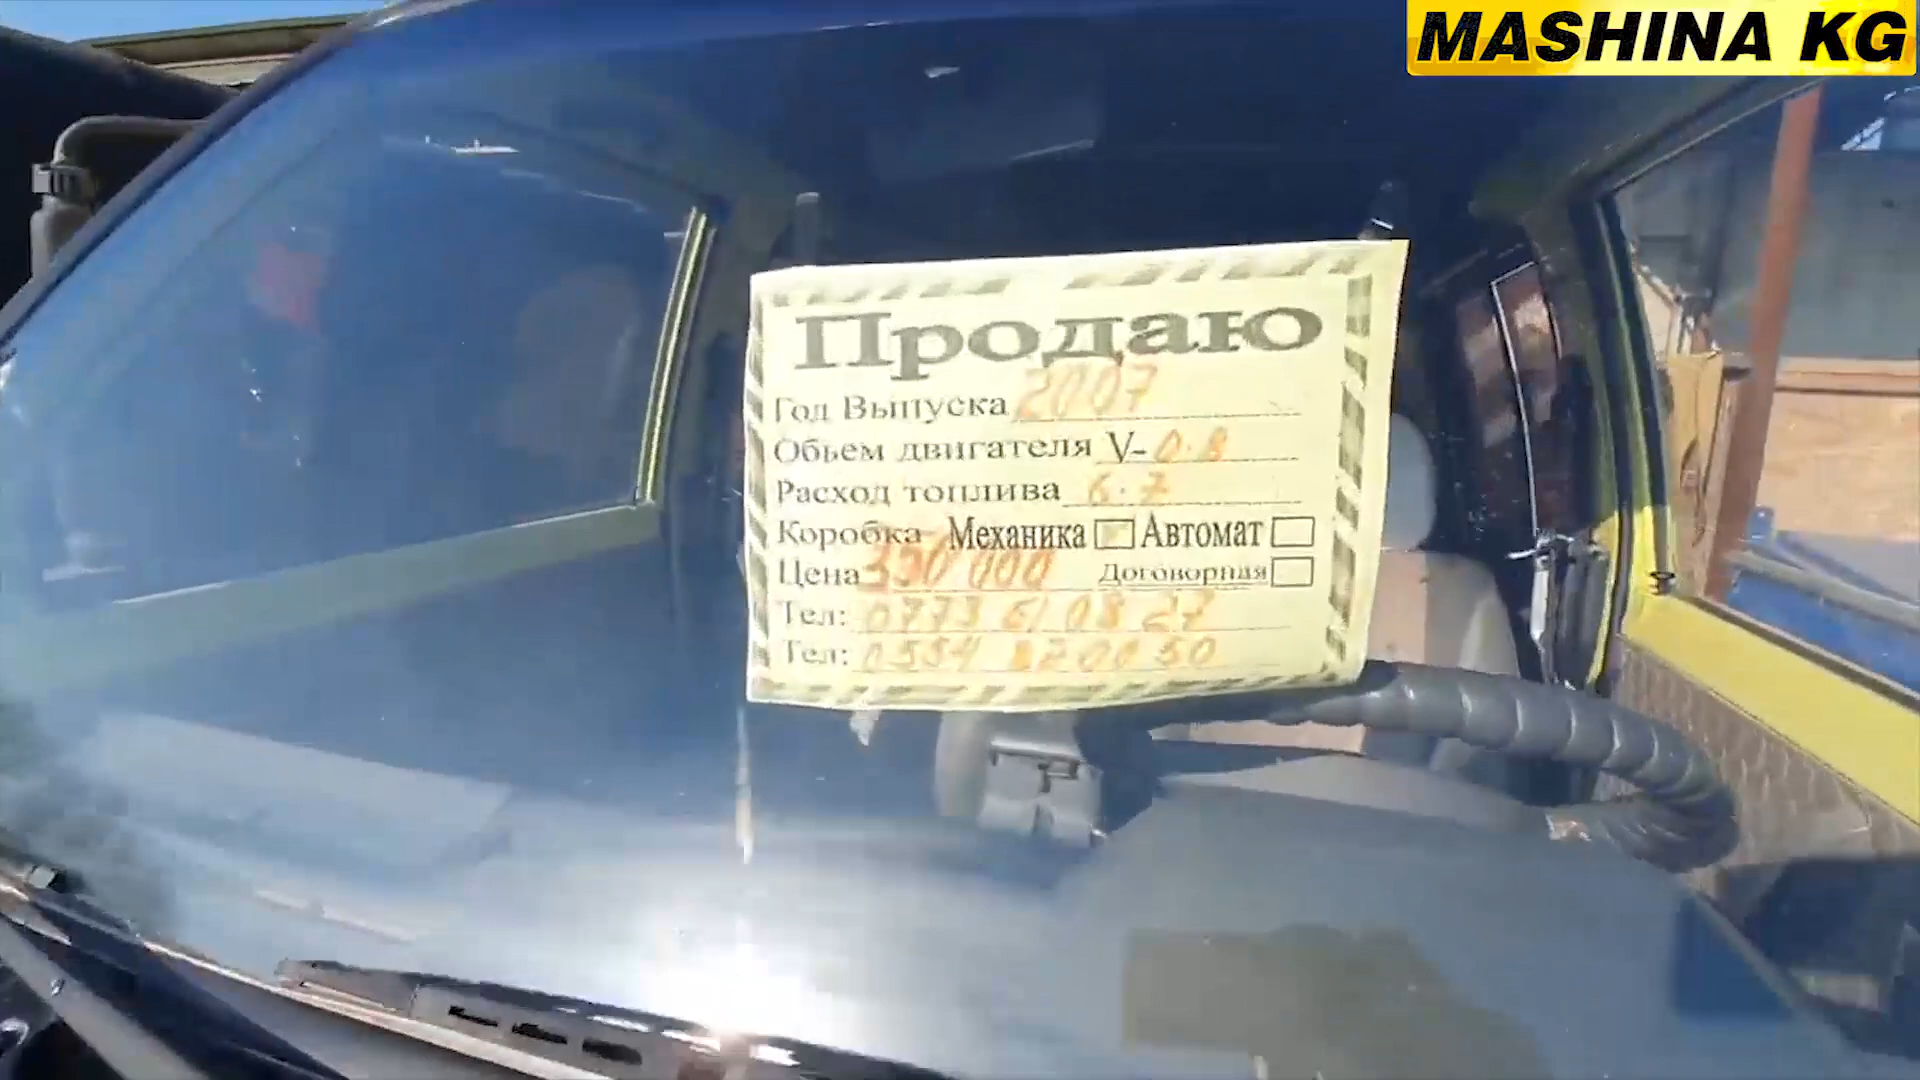 MASHINA KG
Продаю
Год Выпуска 2007
Обьем двигателя V- 0.8
Расход топлива 6.7
Коробка Механика Автомат
Цена 350 000 Договорная
Тел: 0773 61 08 27
Тел: 0554